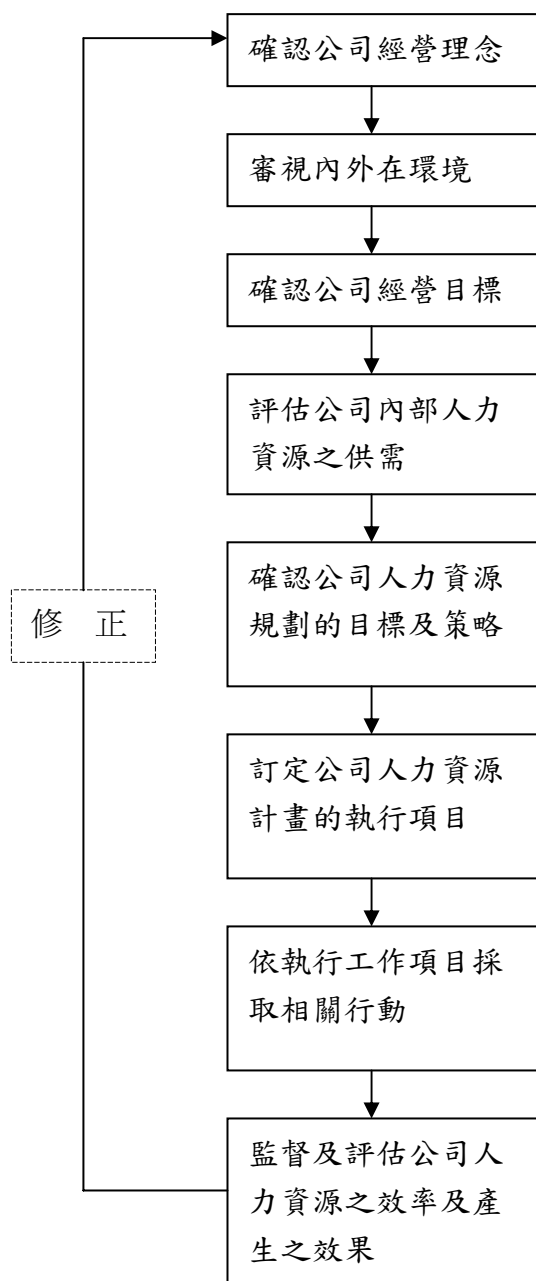 確認公司經營理念
審視內外在環境
確認公司經營目標
評估公司內部人力
資源之供需
確認公司人力資源
規劃的目標及策略
修 正
訂定公司人力資源
計畫的執行項目
依執行工作項目採
取相關行動
監督及評估公司人
力資源之效率及產
生之效果